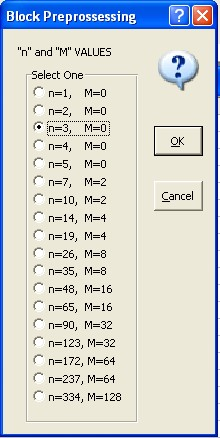 Block Preprossessing
"n" and "M" VALUES
Select One
n=1, M=0
n=2, M=0
n=3, M=0
n=4, M=0
n=5, M=0
n=7, M=2
n=10, M=2
n=14, M=4
n=19, M=4
n=26, M=8
n=35, M=8
n=48, M=16
n=65, M=16
n=90, M=32
n=123, M=32
n=172, M=64
n=237, M=64
n=334, M=128
OK
Cancel